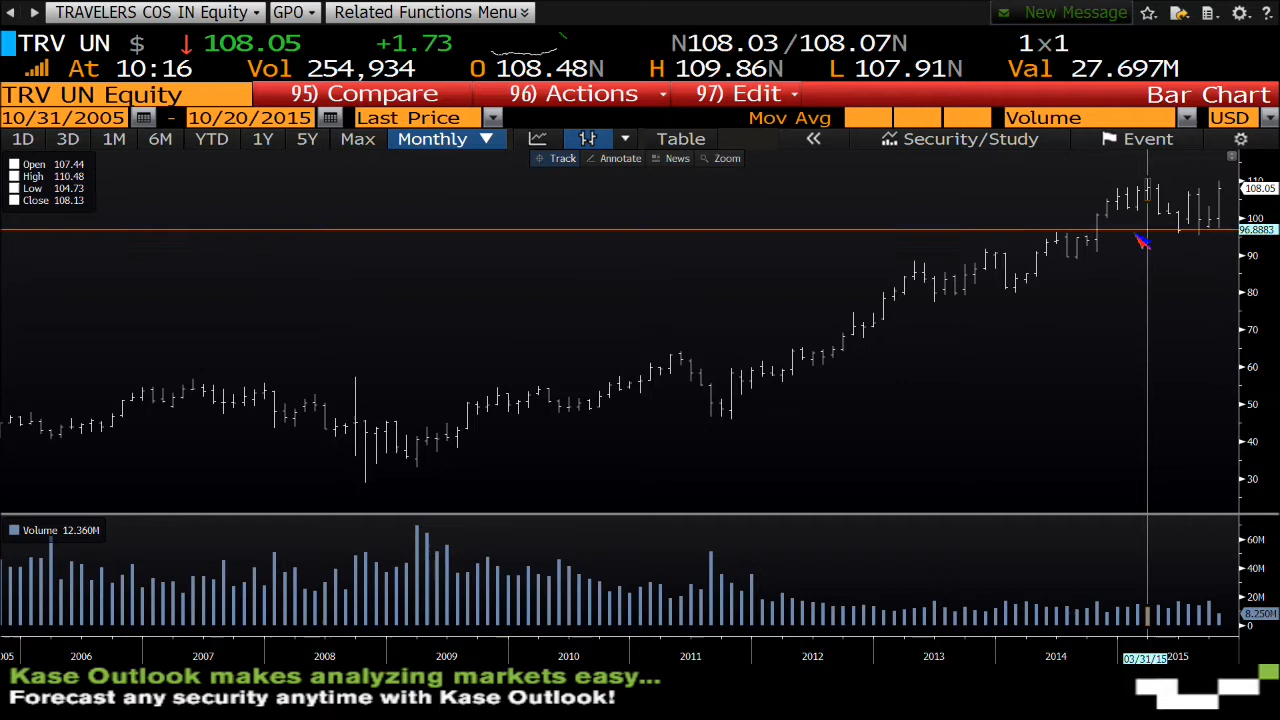 TRAVELERS COS IN Equity GPO Related Functions Menu New Message
TRV UN $ 108.05 +1.73 N108.03 /108.07N 1x1
At 10:16 Vol 254,934 O 108.48N H 109.86N L 107.91N Val 27.697M
TRV UN Equity 95) Compare 96) Actions 97) Edit Bar Chart
10/31/2005 - 10/20/2015 Last Price Mov Avg Volume USD
1D 3D 1M 6M YTD 1Y 5Y Max Monthly Table Security/Study Event
Track Annotate News Zoom
Open 107.44
High 110.48
Low 104.73
Close 108.13
110
108.05
100
96.8883
90
80
70
60
50
40
30
Volume 12.360M
60M
40M
20M
8.250M
0
005 2006 2007 2008 2009 2010 2011 2012 2013 2014 03/31/15 2015
Kase Outlook makes analyzing markets easy...
Forecast any security anytime with Kase Outlook!